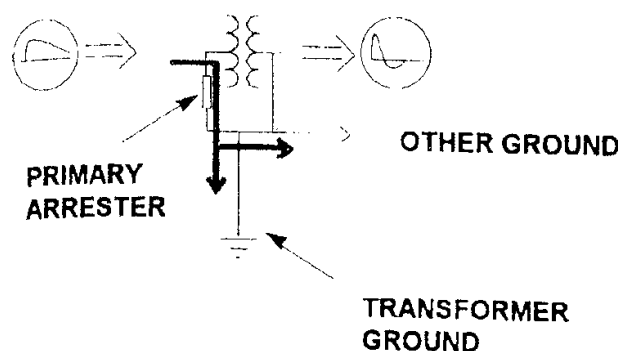 OTHER GROUND
PRIMARY
ARRESTER
TRANSFORMER
GROUND